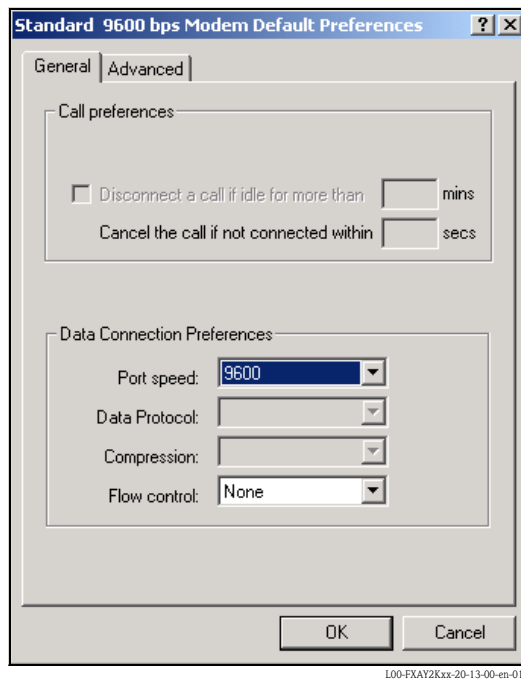 Standard 9600 bps Modem Default Preferences ? X
General Advanced
Call preferences
Disconnect a call if idle for more than mins
Cancel the call if not connected within secs
Data Connection Preferences
Port speed: 9600
Data Protocol:
Compression:
Flow control: None
OK Cancel
L00-FXAY2Kxx-20-13-00-en-01